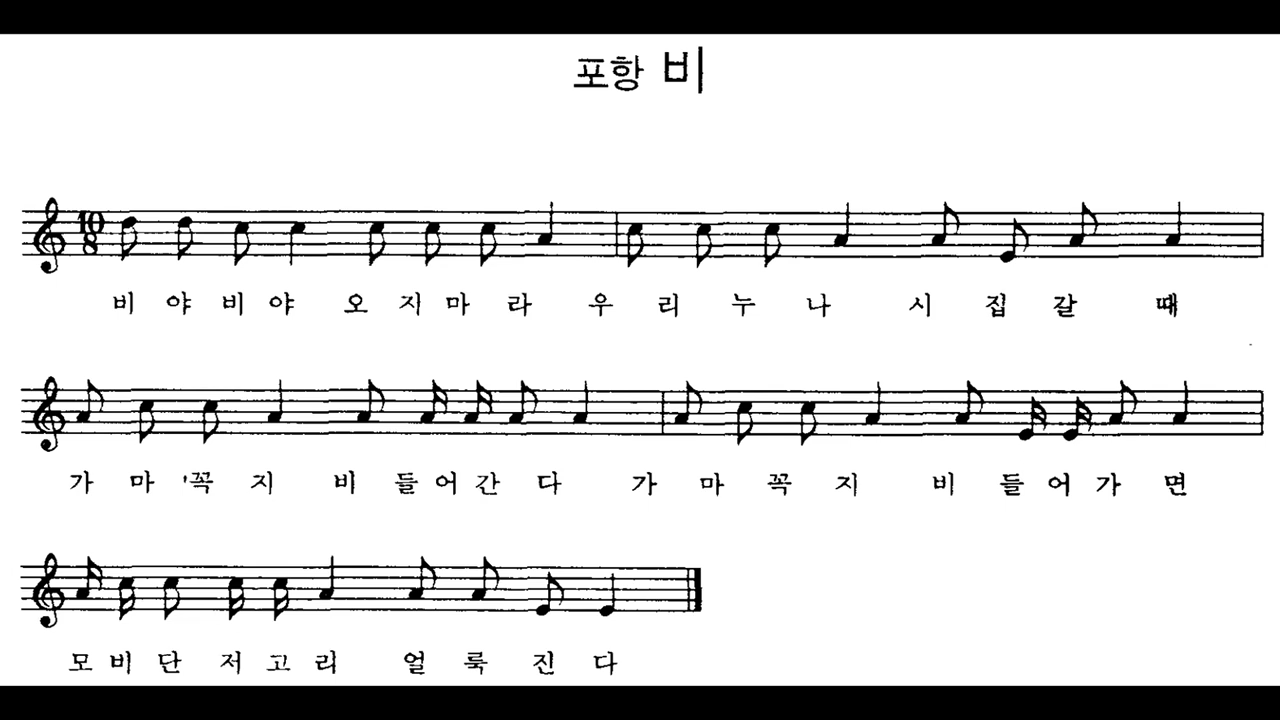 포항 비
10
8
비 야 비 야 오 지 마 라 우 리 누 나 시 집 갈 때
가 마 '꼭 지 비 들 어 간 다 가 마 꼭 지 비 들 어 가 면
모 비 단 저 고 리 얼 룩 진 다